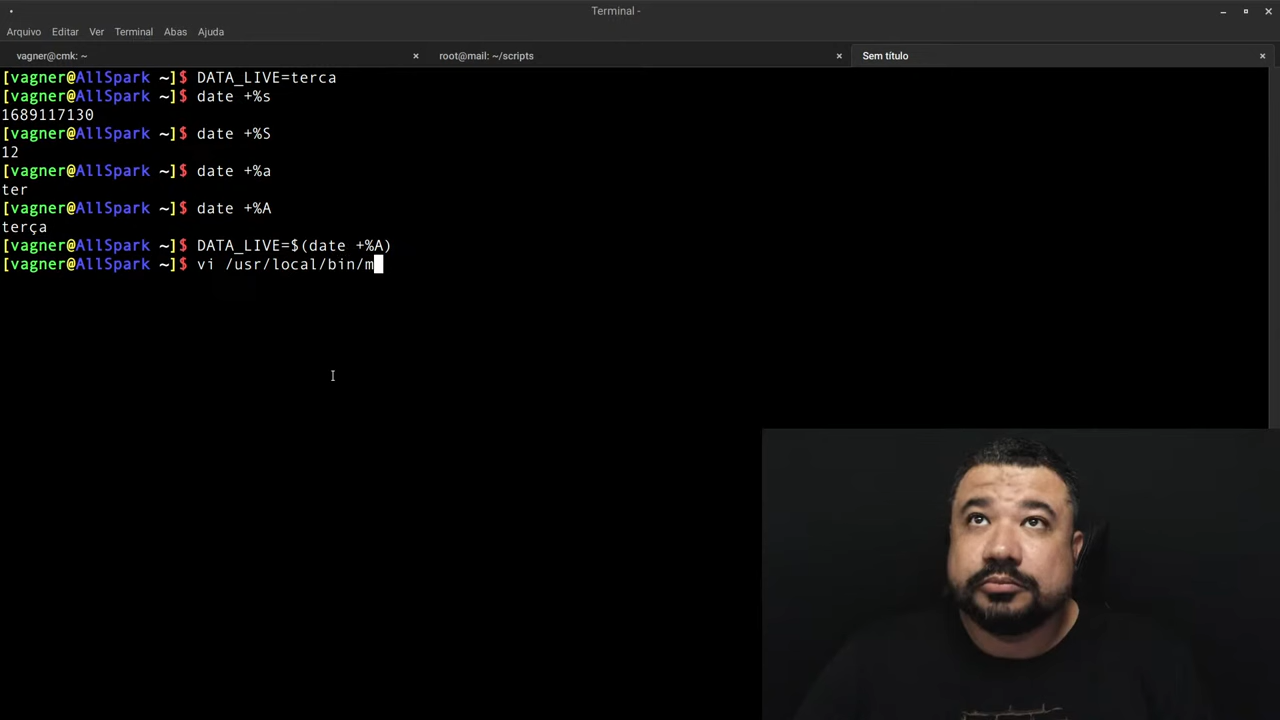 Terminal -
Arquivo Editar Ver Terminal Abas Ajuda
vagner@cmk: ~ root@mail: ~/scripts Sem título
[vagner@AllSpark ~]$ DATA_LIVE=terca
[vagner@AllSpark ~]$ date +%s
1689117130
[vagner@AllSpark ~]$ date +%S
12
[vagner@AllSpark ~]$ date +%a
ter
[vagner@AllSpark ~]$ date +%A
terça
[vagner@AllSpark ~]$ DATA_LIVE=$(date +%A)
[vagner@AllSpark ~]$ vi /usr/local/bin/m